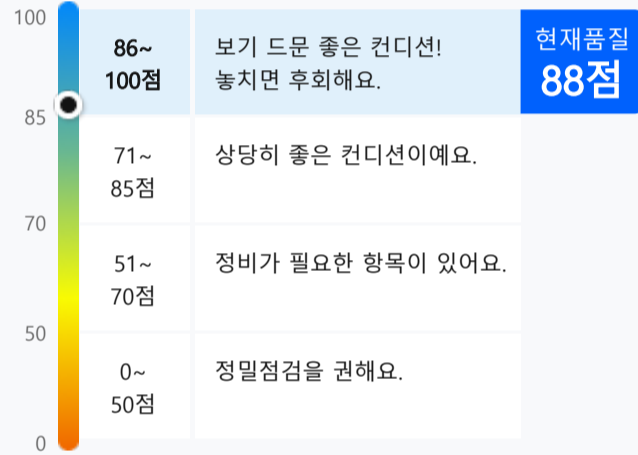 100
86~
100점
보기 드문 좋은 컨디션!
놓치면 후회해요.
현재품질
88점
85
71~
85점
상당히 좋은 컨디션이예요.
70
51~
70점
정비가 필요한 항목이 있어요.
50
0~
50점
정밀점검을 권해요.
0